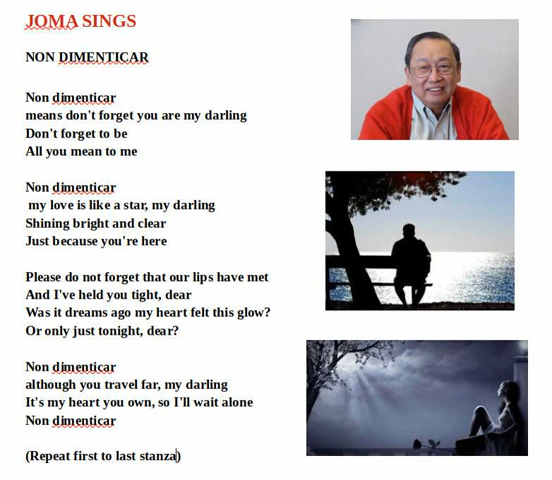 JOMA SINGS
NON DIMENTICAR
Non dimenticar
means don't forget you are my darling
Don't forget to be
All you mean to me
Non dimenticar
my love is like a star, my darling
Shining bright and clear
Just because you're here
Please do not forget that our lips have met
And I've held you tight, dear
Was it dreams ago my heart felt this glow?
Or only just tonight, dear?
Non dimenticar
although you travel far, my darling
It's my heart you own, so I'll wait alone
Non dimenticar
(Repeat first to last stanza)